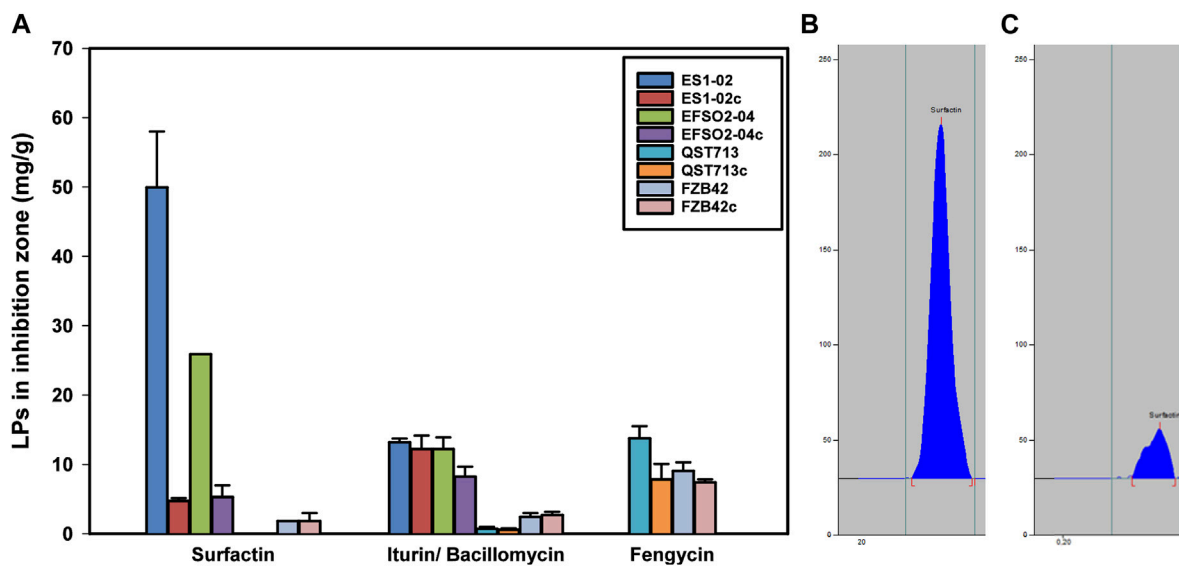 A
LPs in inhibition zone (mg/g)
70
60
50
40
30
20
10
0
ES1-02
ES1-02c
EFSO2-04
EFSO2-04c
QST713
QST713c
FZB42
FZB42c
Surfactin
Iturin/ Bacillomycin
Fengycin
B
250
200
150
100
50
0
Surfactin
20
C
250
200
150
100
50
0
Surfactin
0.20